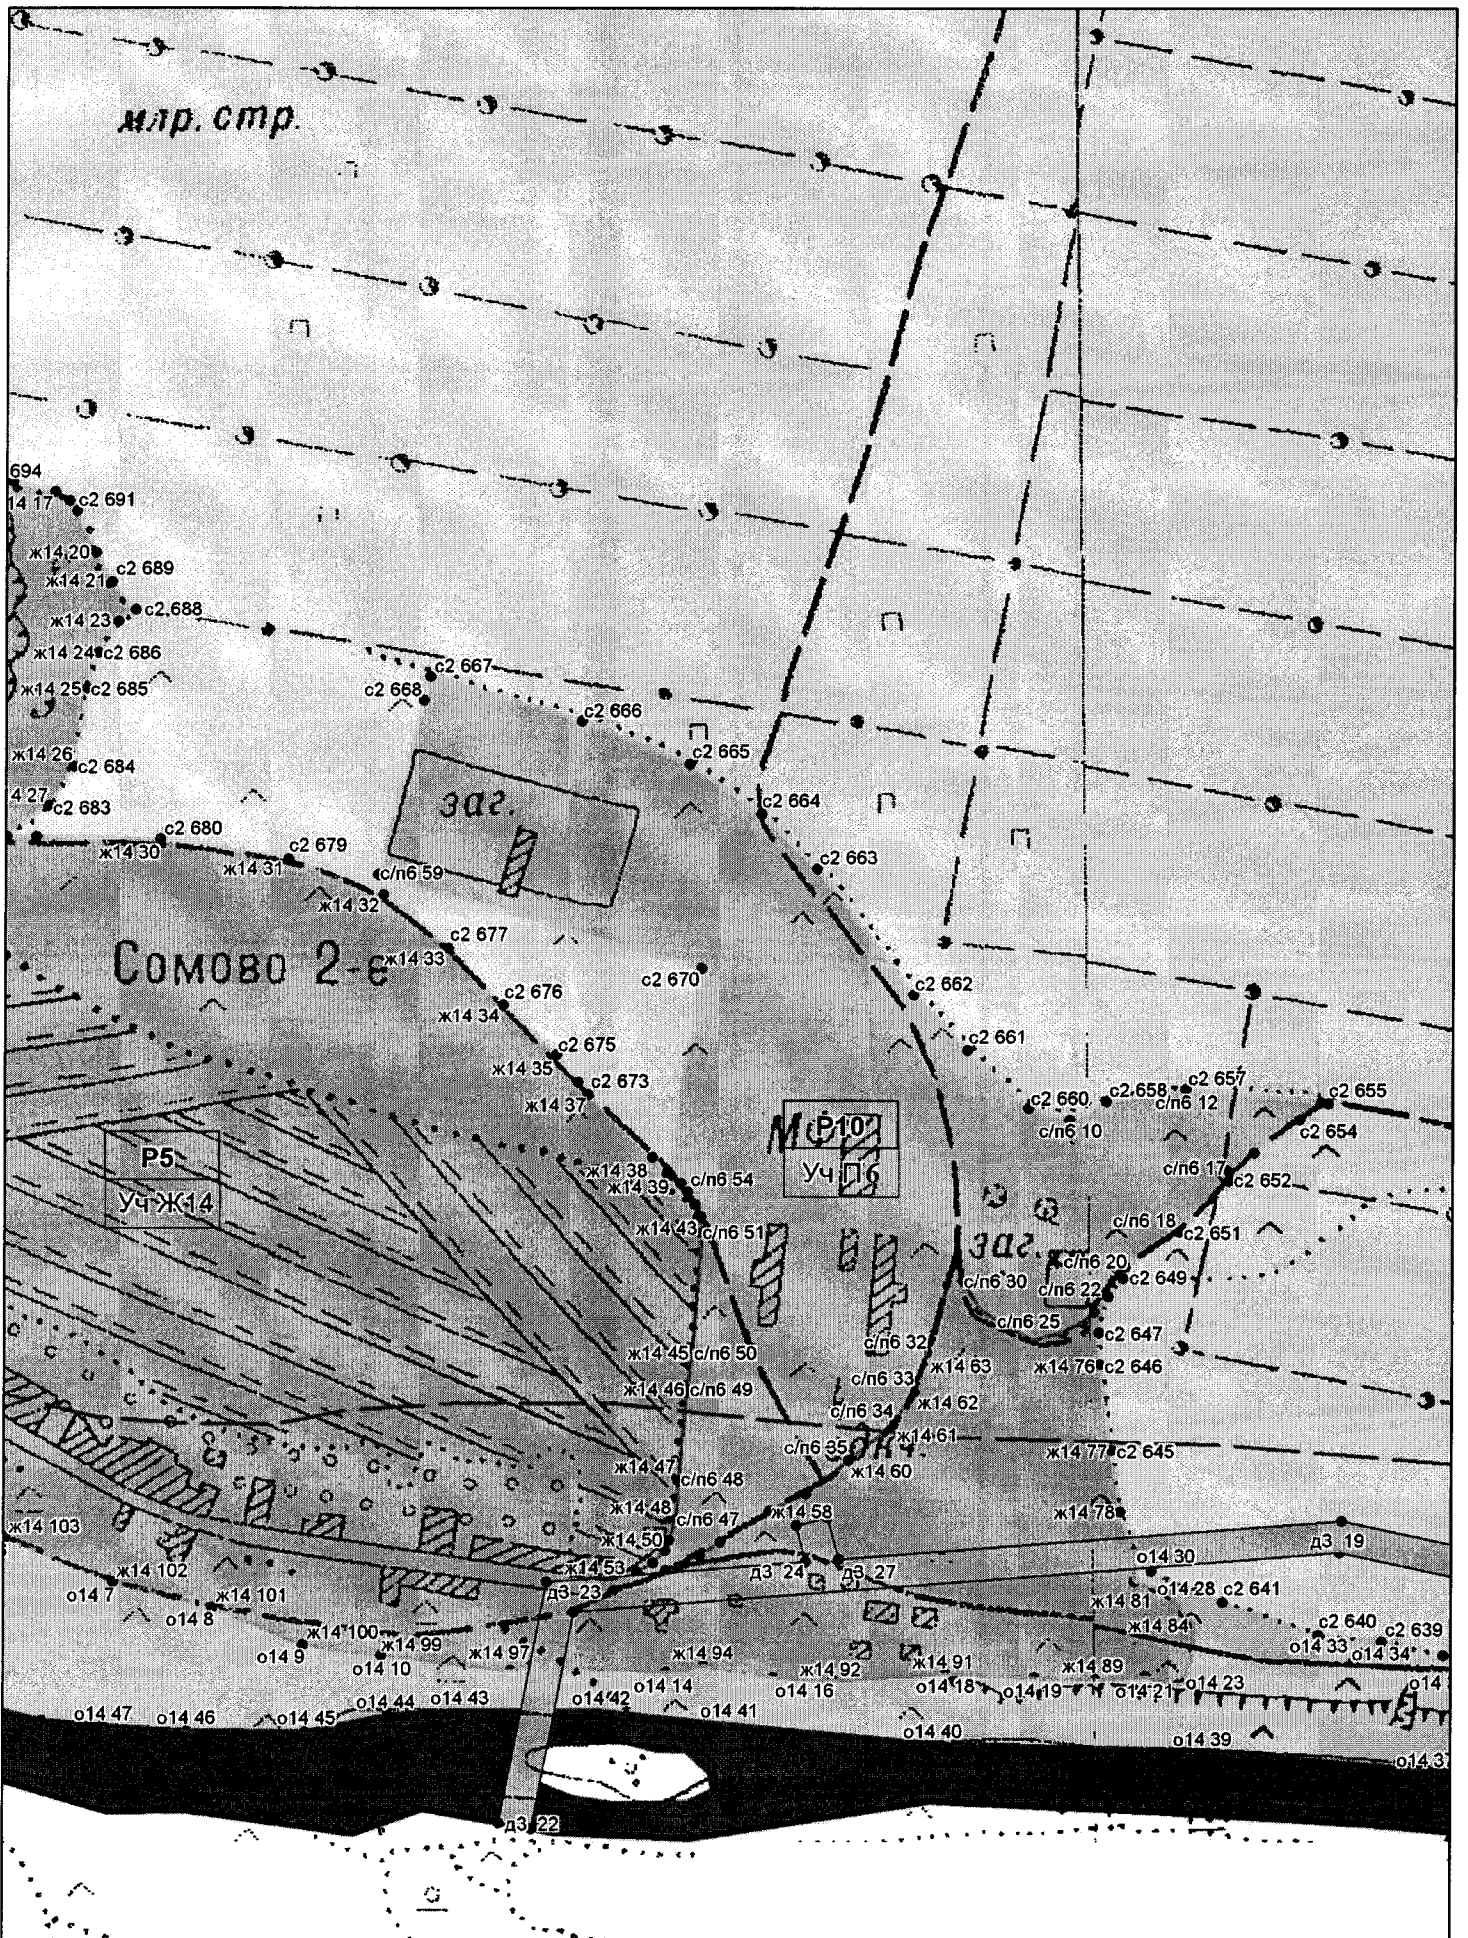 млр. стр.
694
14 17
с2 691
ж14 20
с2 689
ж14 21
с2 688
ж14 23
ж14 24
с2 686
с2 667
ж14 25
с2 685
с2 668
с2 666
ж14 26
с2 684
с2 665
4 27
с2 683
заг.
с2 664
с2 680
ж14 30
с2 679
ж14 31
с/п6 59
с2 663
ж14 32
с2 677
Сомово 2-е
ж14 33
с2 670
с2 676
с2 662
ж14 34
с2 675
с2 661
ж14 35
с2 673
ж14 37
с2 660
с2 658
с2 657
с/п6 12
с2 655
с/п6 10
с2 654
Р10
Уч П6
Р5
Уч Ж14
ж14 38
ж14 39
с/п6 54
с/п6 17
с2 652
ж14 43
с/п6 51
с/п6 18
с2 651
заг.
с/п6 20
с2 649
с/п6 30
с/п6 22
с/п6 25
с2 647
с/п6 32
ж14 45
с/п6 50
ж14 63
ж14 76
с2 646
с/п6 33
ж14 46
с/п6 49
ж14 62
с/п6 34
ж14 61
с/п6 35
ж14 60
ж14 77
с2 645
ж14 47
с/п6 48
ж14 48
с/п6 47
ж14 58
ж14 78
ж14 103
ж14 50
д3 19
ж14 53
д3 24
д3 27
о14 30
ж14 102
о14 7
ж14 101
д3 23
о14 28
с2 641
ж14 81
о14 8
ж14 100
ж14 99
ж14 84
с2 640
с2 639
о14 9
о14 10
ж14 97
ж14 94
ж14 92
ж14 91
ж14 89
о14 33
о14 34
о14 14
о14 16
о14 18
о14 19
о14 21
о14 23
о14 47
о14 46
о14 45
о14 44
о14 43
о14 42
о14 41
о14 40
о14 39
о14 37
д3 22